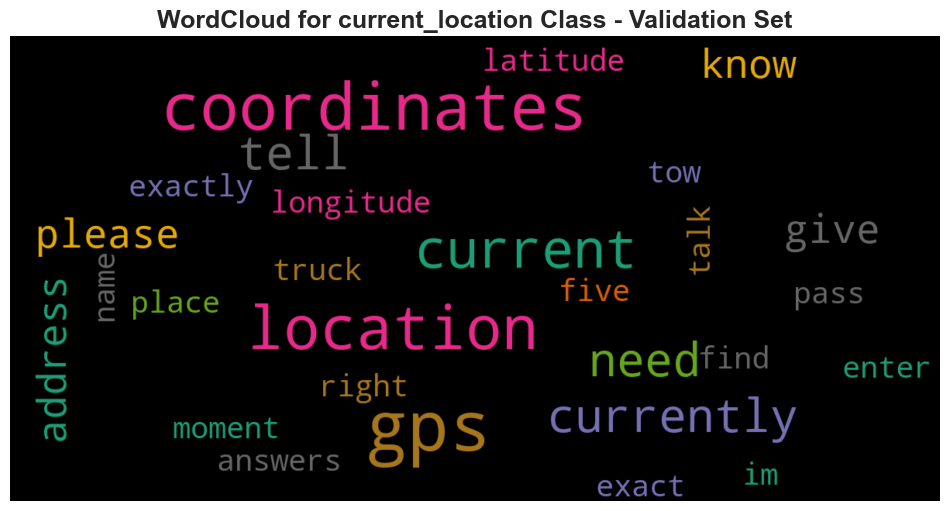 WordCloud for current_location Class - Validation Set
latitude
know
coordinates
tell
exactly
tow
longitude
please
give
talk
current
name
truck
place
five
pass
address
location
need
find
enter
right
gps
currently
moment
answers
exact
im